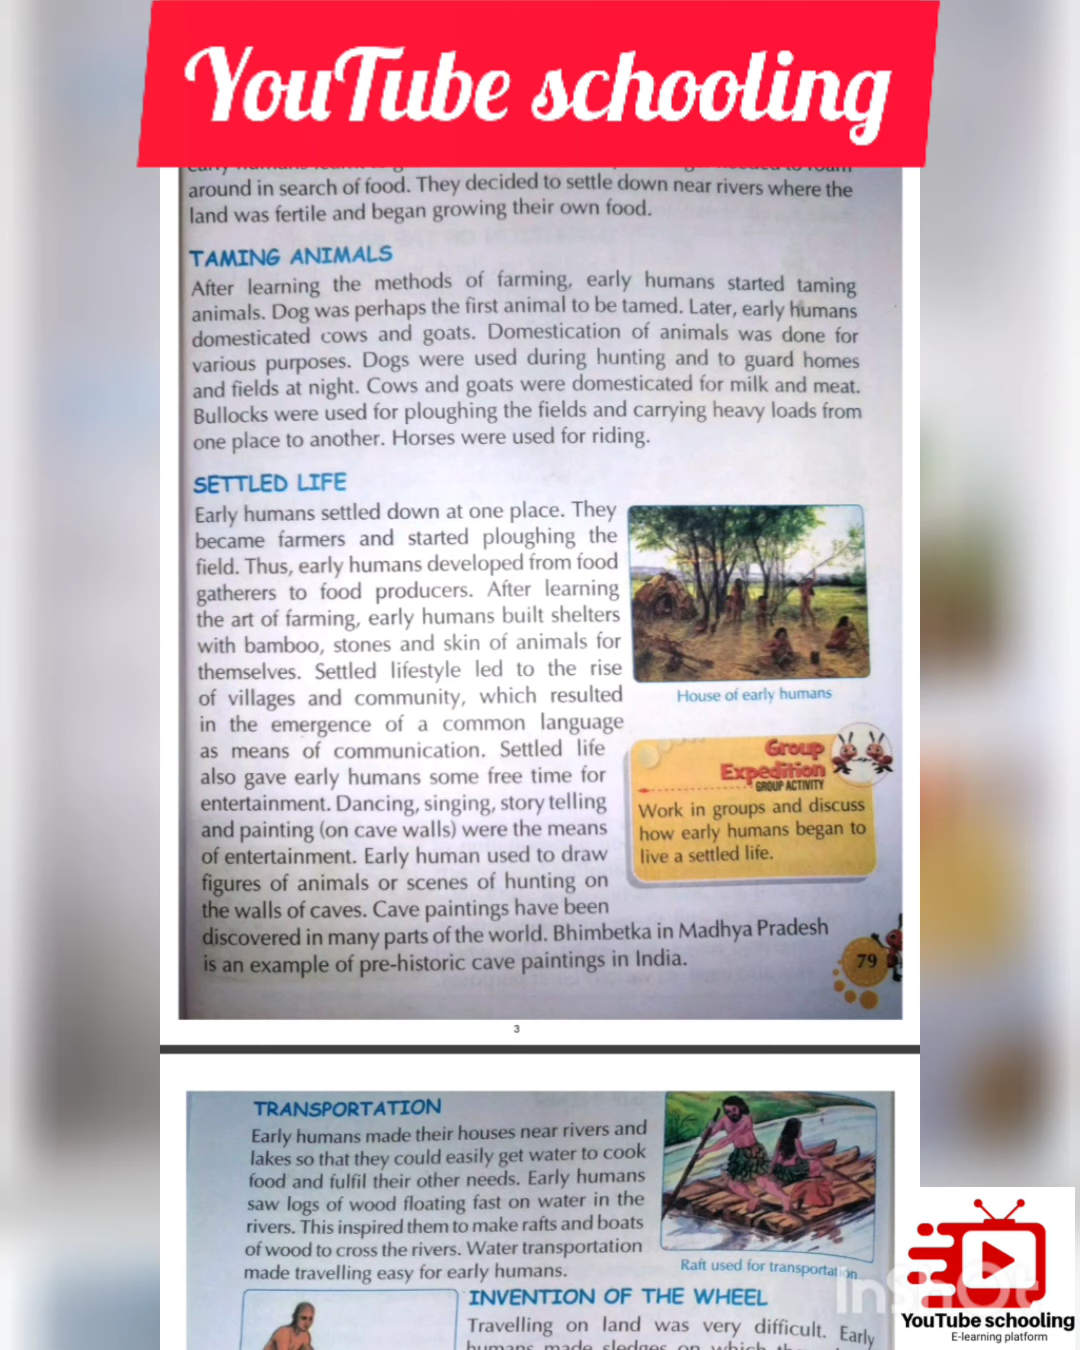 YouTube schooling
around in search of food. They decided to settle down near rivers where the
land was fertile and began growing their own food.
TAMING ANIMALS
After learning the methods of farming, early humans started taming
animals. Dog was perhaps the first animal to be tamed. Later, early humans
domesticated cows and goats. Domestication of animals was done for
various purposes. Dogs were used during hunting and to guard homes
and fields at night. Cows and goats were domesticated for milk and meat.
Bullocks were used for ploughing the fields and carrying heavy loads from
one place to another. Horses were used for riding.
SETTLED LIFE
Early humans settled down at one place. They
became farmers and started ploughing the
field. Thus, early humans developed from food
gatherers to food producers. After learning
the art of farming, early humans built shelters
with bamboo, stones and skin of animals for
themselves. Settled lifestyle led to the rise
of villages and community, which resulted
in the emergence of a common language
as means of communication. Settled life
also gave early humans some free time for
entertainment. Dancing, singing, story telling
and painting (on cave walls) were the means
of entertainment. Early human used to draw
figures of animals or scenes of hunting on
the walls of caves. Cave paintings have been
discovered in many parts of the world. Bhimbetka in Madhya Pradesh
is an example of pre-historic cave paintings in India.
House of early humans
Group
Expedition
GROUP ACTIVITY
Work in groups and discuss
how early humans began to
live a settled life.
79
3
TRANSPORTATION
Early humans made their houses near rivers and
lakes so that they could easily get water to cook
food and fulfil their other needs. Early humans
saw logs of wood floating fast on water in the
rivers. This inspired them to make rafts and boats
of wood to cross the rivers. Water transportation
made travelling easy for early humans.
Raft used for transportation
INVENTION OF THE WHEEL
Travelling on land was very difficult. Early
humans made sledges on which
InShOt
YouTube schooling
E-learning platform